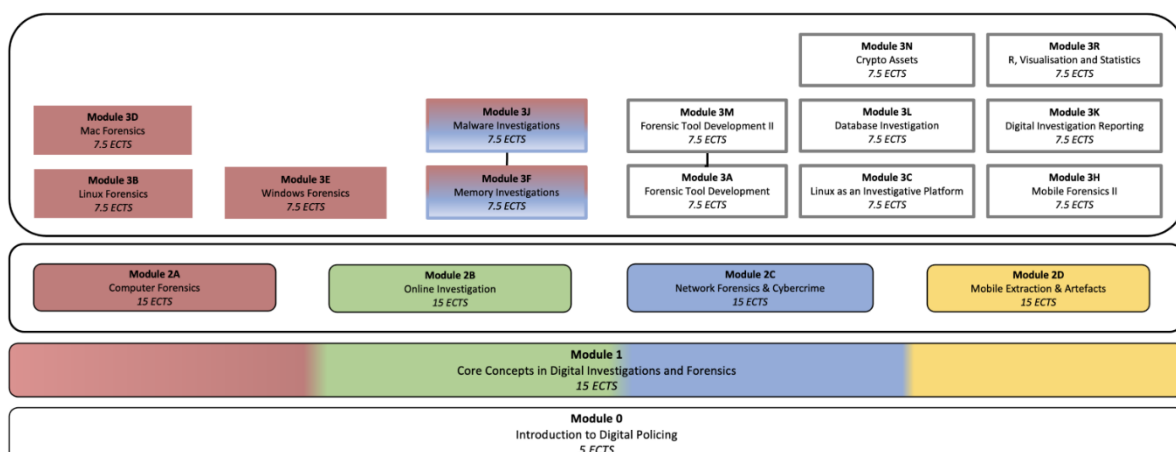 Module 3N
Crypto Assets
7.5 ECTS
Module 3R
R, Visualisation and Statistics
7.5 ECTS
Module 3D
Mac Forensics
7.5 ECTS
Module 3J
Malware Investigations
7.5 ECTS
Module 3M
Forensic Tool Development II
7.5 ECTS
Module 3L
Database Investigation
7.5 ECTS
Module 3K
Digital Investigation Reporting
7.5 ECTS
Module 3B
Linux Forensics
7.5 ECTS
Module 3E
Windows Forensics
7.5 ECTS
Module 3F
Memory Investigations
7.5 ECTS
Module 3A
Forensic Tool Development
7.5 ECTS
Module 3C
Linux as an Investigative Platform
7.5 ECTS
Module 3H
Mobile Forensics II
7.5 ECTS
Module 2A
Computer Forensics
15 ECTS
Module 2B
Online Investigation
15 ECTS
Module 2C
Network Forensics & Cybercrime
15 ECTS
Module 2D
Mobile Extraction & Artefacts
15 ECTS
Module 1
Core Concepts in Digital Investigations and Forensics
15 ECTS
Module 0
Introduction to Digital Policing
5 ECTS